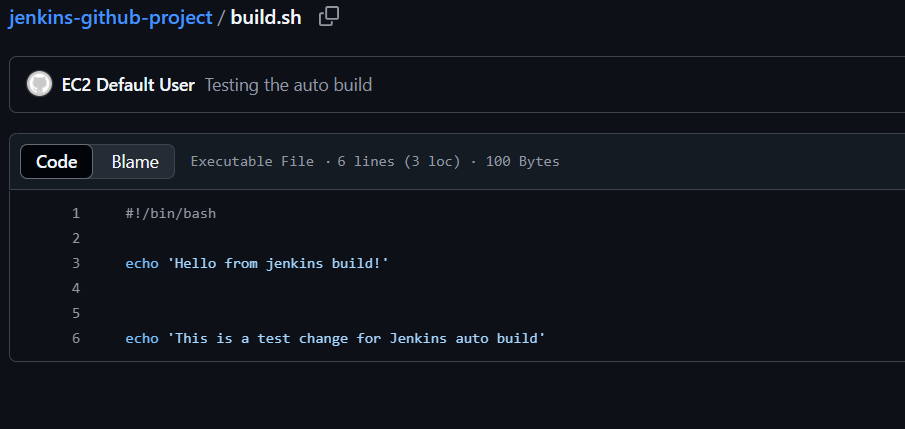 jenkins-github-project / build.sh
EC2 Default User Testing the auto build
Code Blame Executable File · 6 lines (3 loc) · 100 Bytes
1 #!/bin/bash
2
3 echo 'Hello from jenkins build!'
4
5
6 echo 'This is a test change for Jenkins auto build'